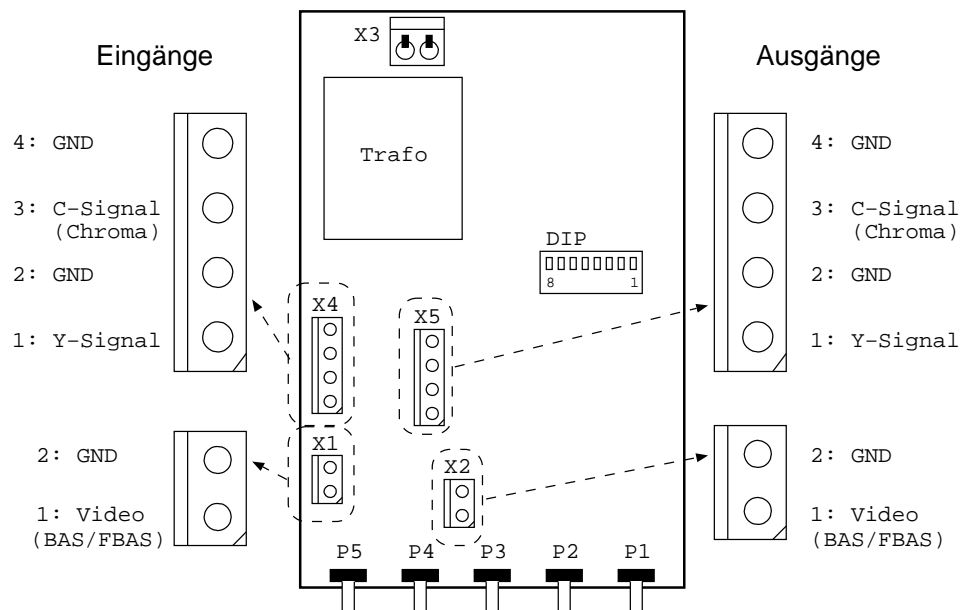 X3
Eingänge
Ausgänge
4: GND
3: C-Signal
(Chroma)
2: GND
1: Y-Signal
Trafo
DIP
8 1
4: GND
3: C-Signal
(Chroma)
2: GND
1: Y-Signal
X4
X5
X1
X2
2: GND
1: Video
(BAS/FBAS)
2: GND
1: Video
(BAS/FBAS)
P5 P4 P3 P2 P1